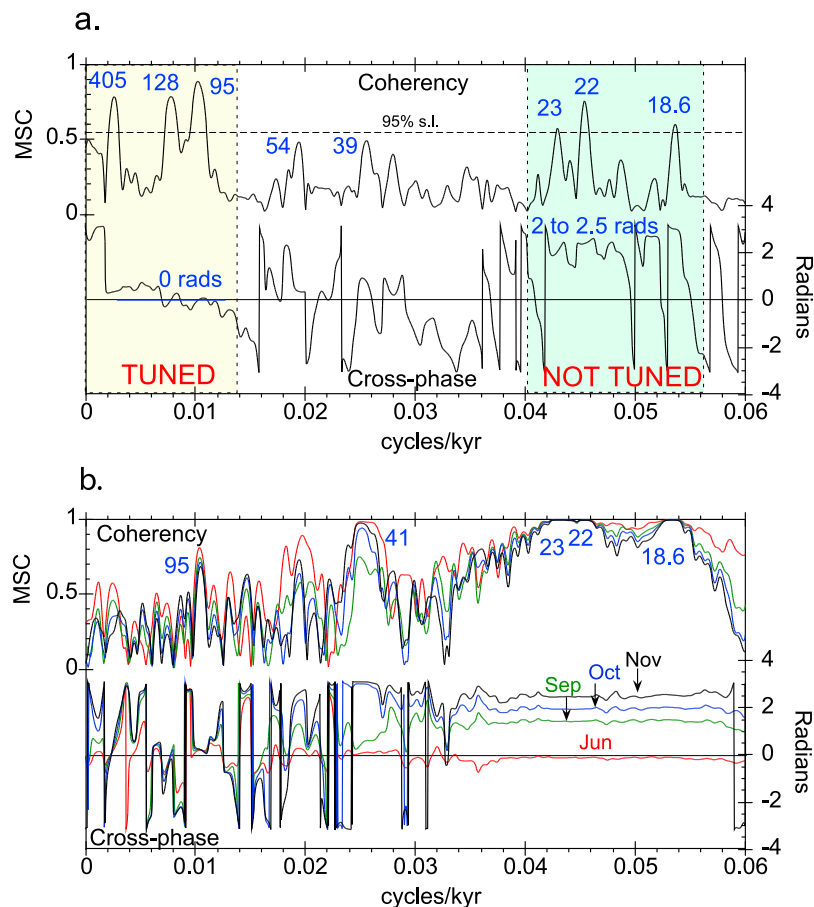 a.
1
405
128
95
Coherency
22
23
18.6
95% s.l.
MSC
0.5
54
39
0
4
2 to 2.5 rads
2
0 rads
0
Radians
-2
TUNED
Cross-phase
NOT TUNED
-4
0
0.01
0.02
0.03
0.04
0.05
0.06
cycles/kyr
b.
1
Coherency
95
41
23
22
18.6
MSC
0.5
0
4
Nov
Oct
Sep
2
Jun
0
Radians
-2
Cross-phase
-4
0
0.01
0.02
0.03
0.04
0.05
0.06
cycles/kyr